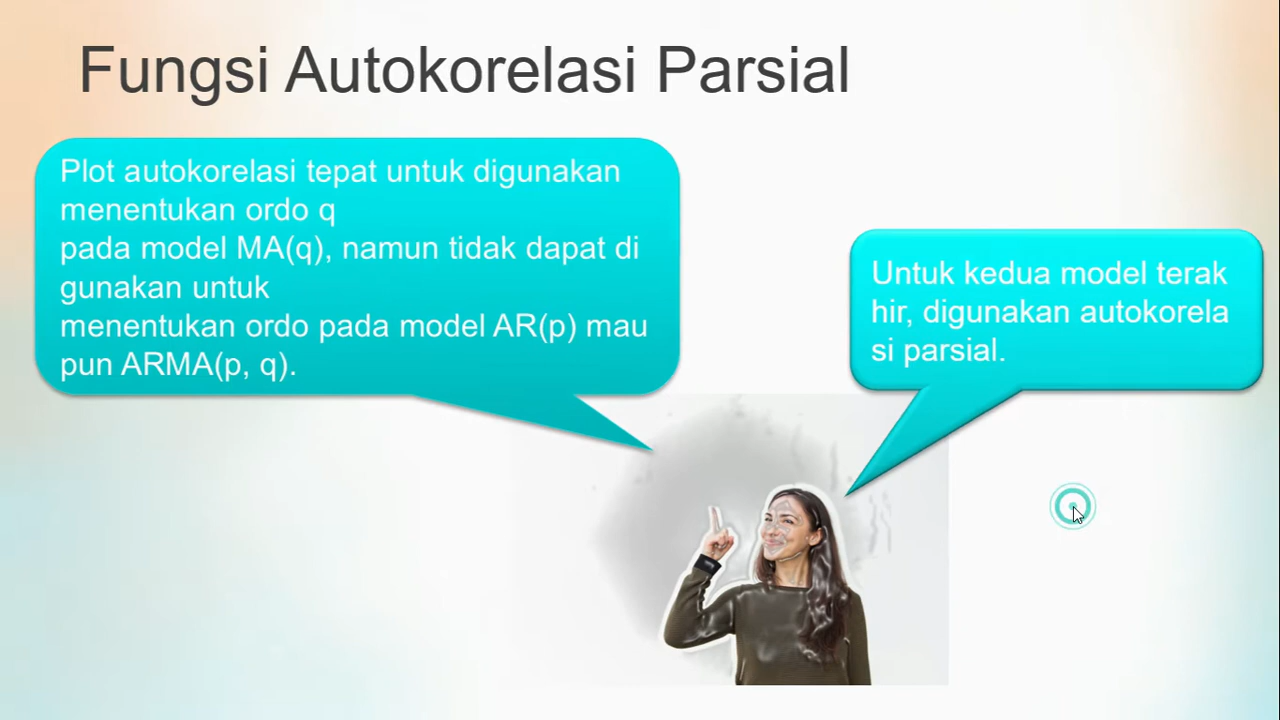 Fungsi Autokorelasi Parsial
Plot autokorelasi tepat untuk digunakan
menentukan ordo q
pada model MA(q), namun tidak dapat di
gunakan untuk
menentukan ordo pada model AR(p) mau
pun ARMA(p, q).
Untuk kedua model terak
hir, digunakan autokorela
si parsial.